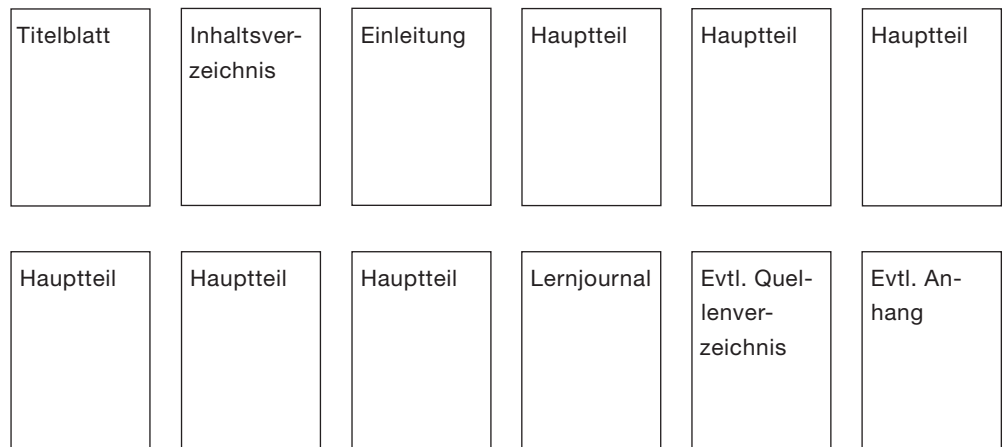 Titelblatt
Inhaltsver-
zeichnis
Einleitung
Hauptteil
Hauptteil
Hauptteil
Hauptteil
Hauptteil
Hauptteil
Lernjournal
Evtl. Quel-
lenver-
zeichnis
Evtl. An-
hang